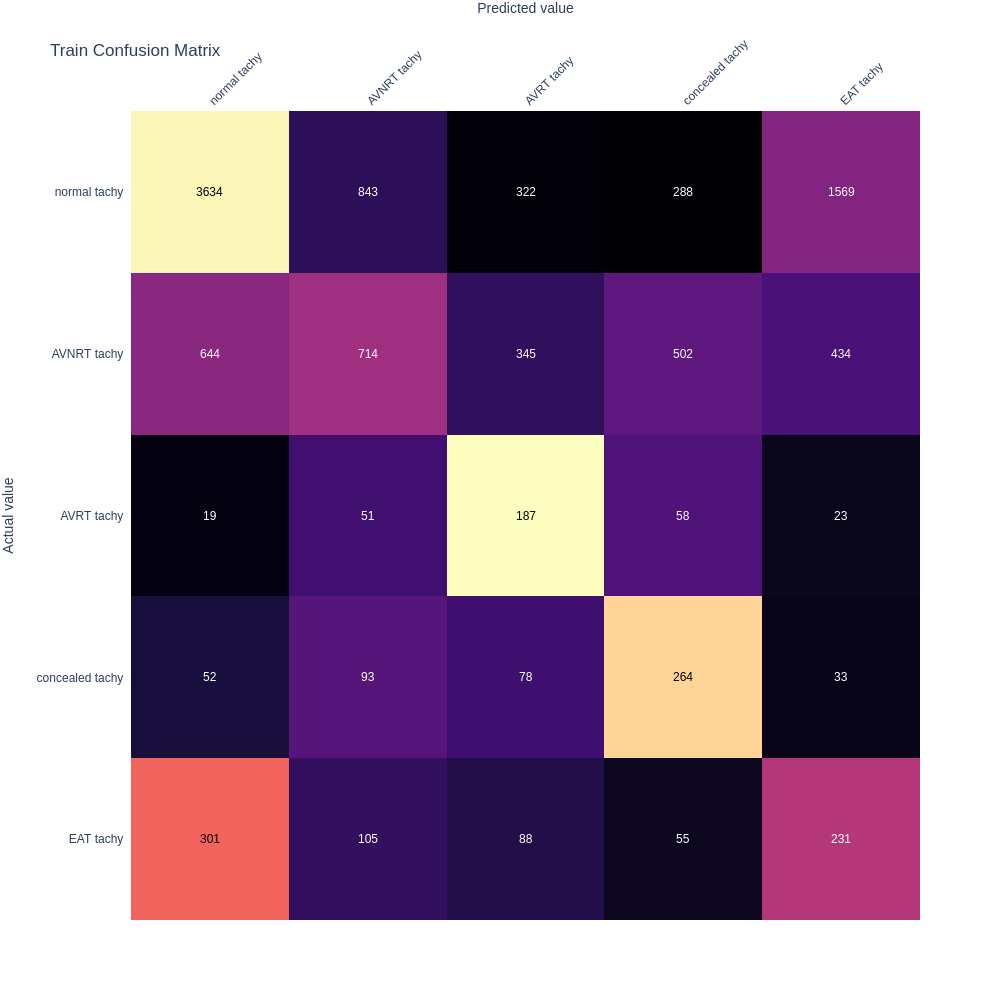 Predicted value
Train Confusion Matrix
normal tachy
AVNRT tachy
AVRT tachy
concealed tachy
EAT tachy
normal tachy 3634 843 322 288 1569
AVNRT tachy 644 714 345 502 434
AVRT tachy 19 51 187 58 23
concealed tachy 52 93 78 264 33
EAT tachy 301 105 88 55 231
Actual value